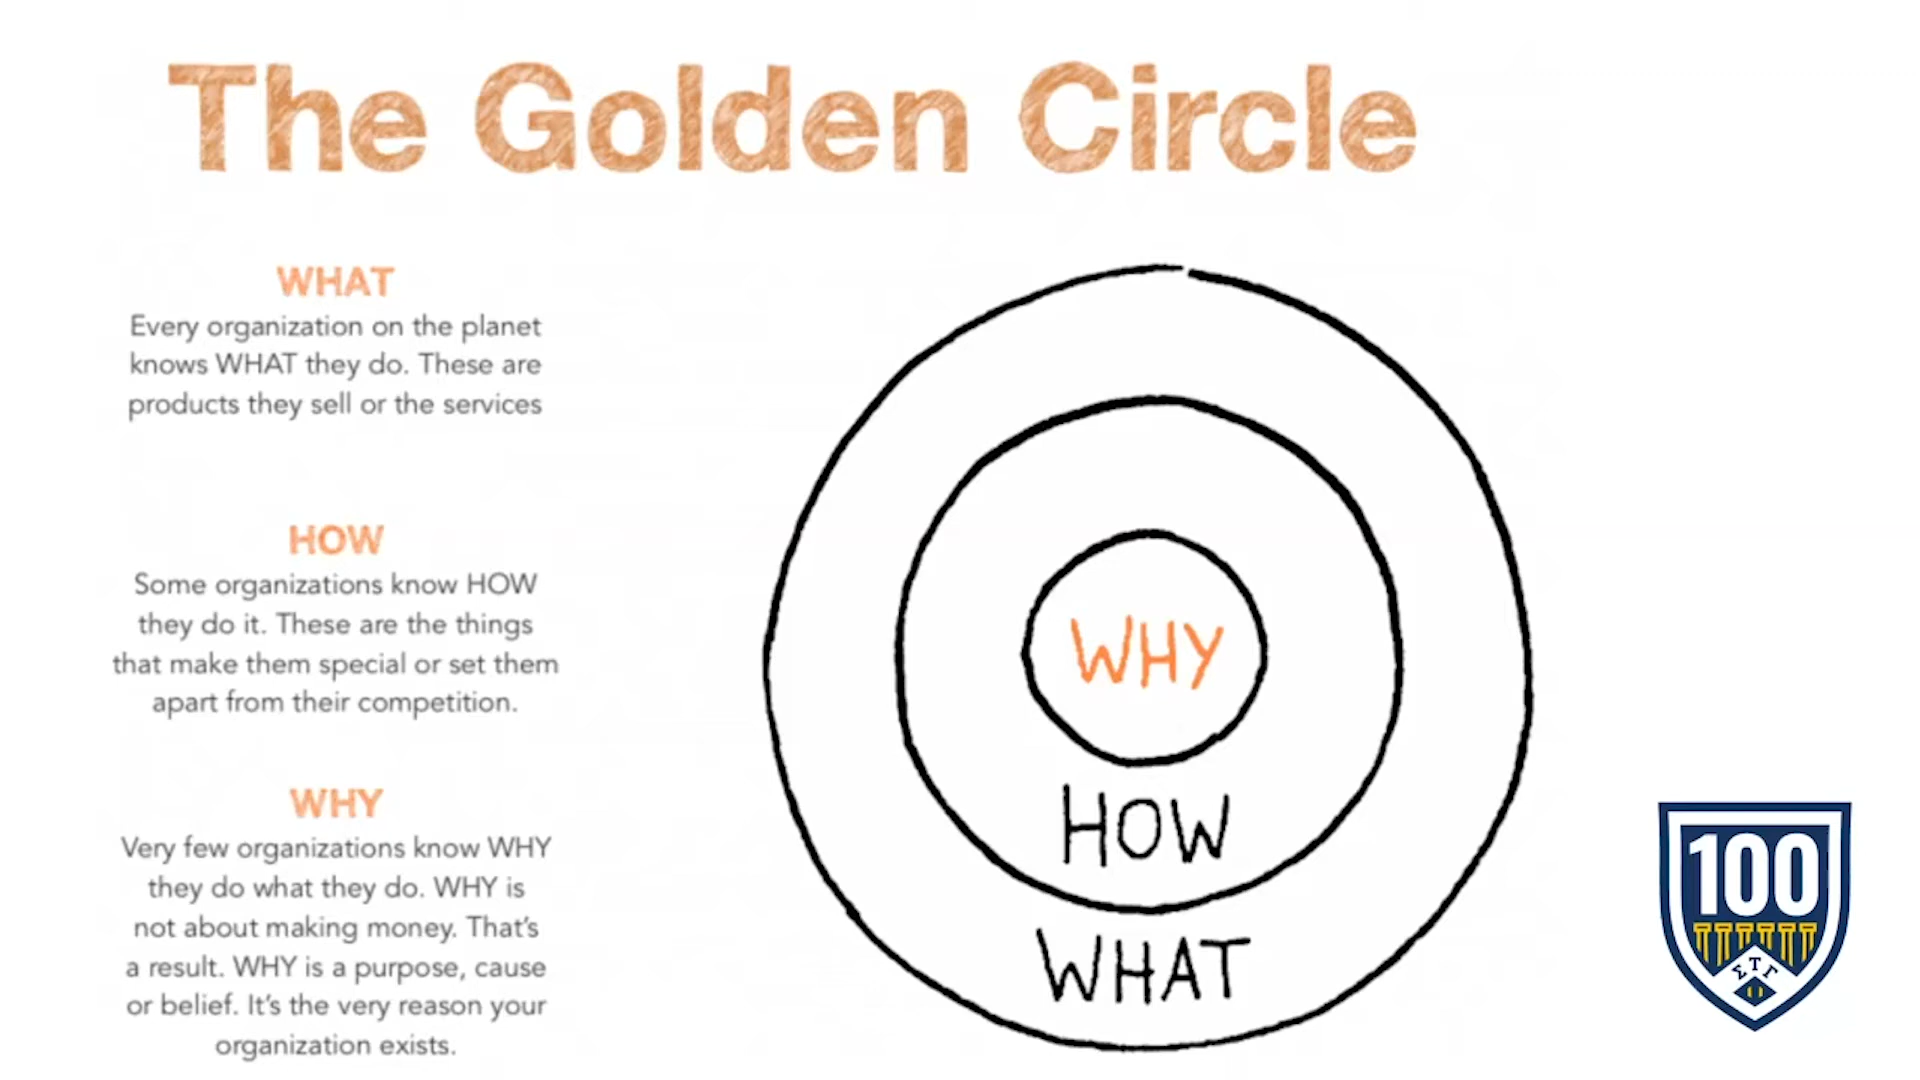 The Golden Circle
WHAT
Every organization on the planet
knows WHAT they do. These are
products they sell or the services
HOW
Some organizations know HOW
they do it. These are the things
that make them special or set them
apart from their competition.
WHY
Very few organizations know WHY
they do what they do. WHY is
not about making money. That’s
a result. WHY is a purpose, cause
or belief. It’s the very reason your
organization exists.
WHY
HOW
WHAT
100
ΣΤΓ